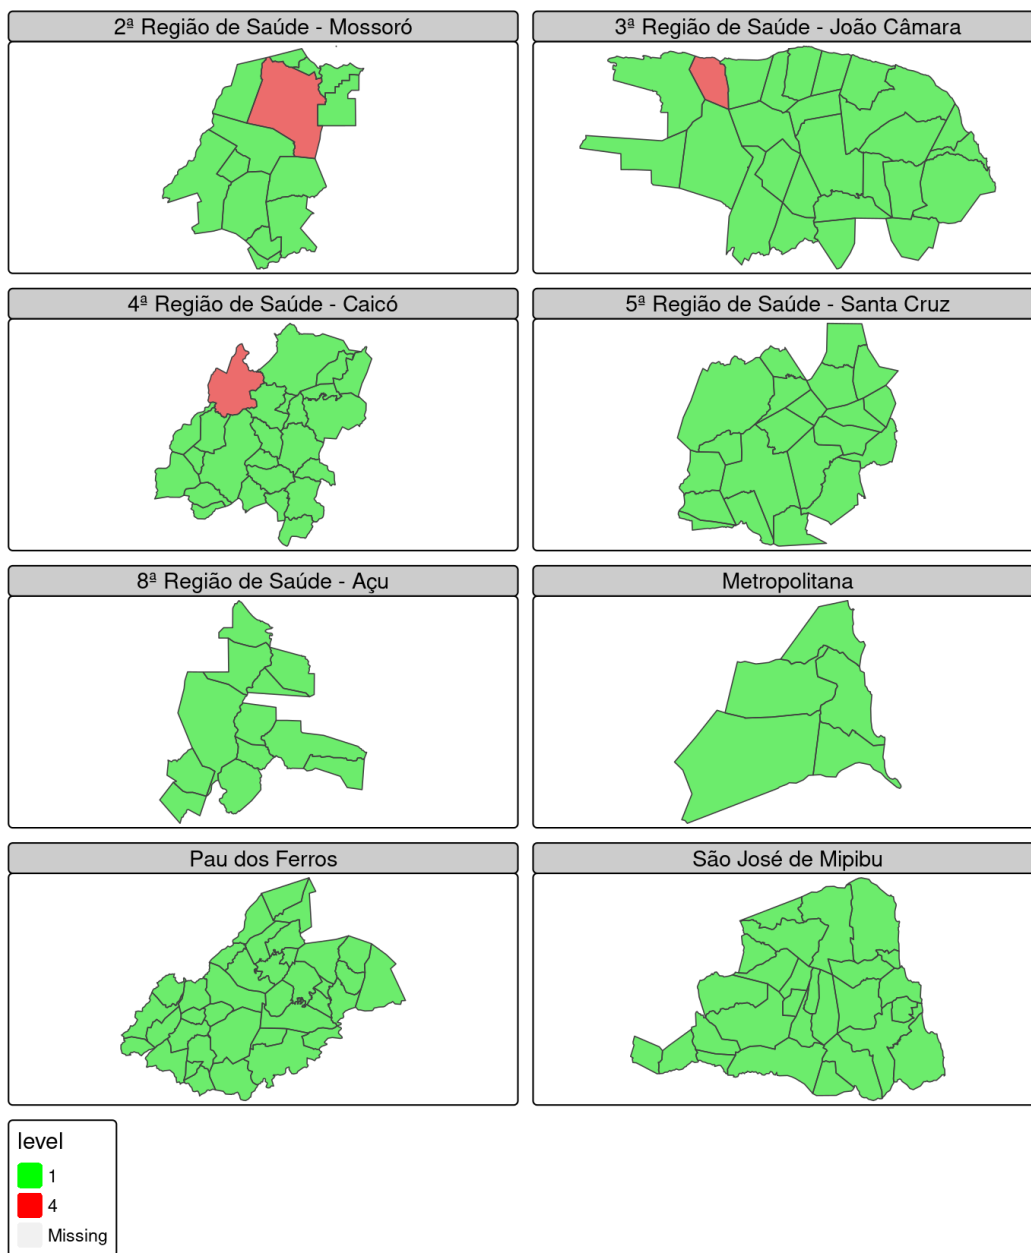 2ª Região de Saúde - Mossoró
3ª Região de Saúde - João Câmara
4ª Região de Saúde - Caicó
5ª Região de Saúde - Santa Cruz
8ª Região de Saúde - Açu
Metropolitana
Pau dos Ferros
São José de Mipibu
level
1
4
Missing